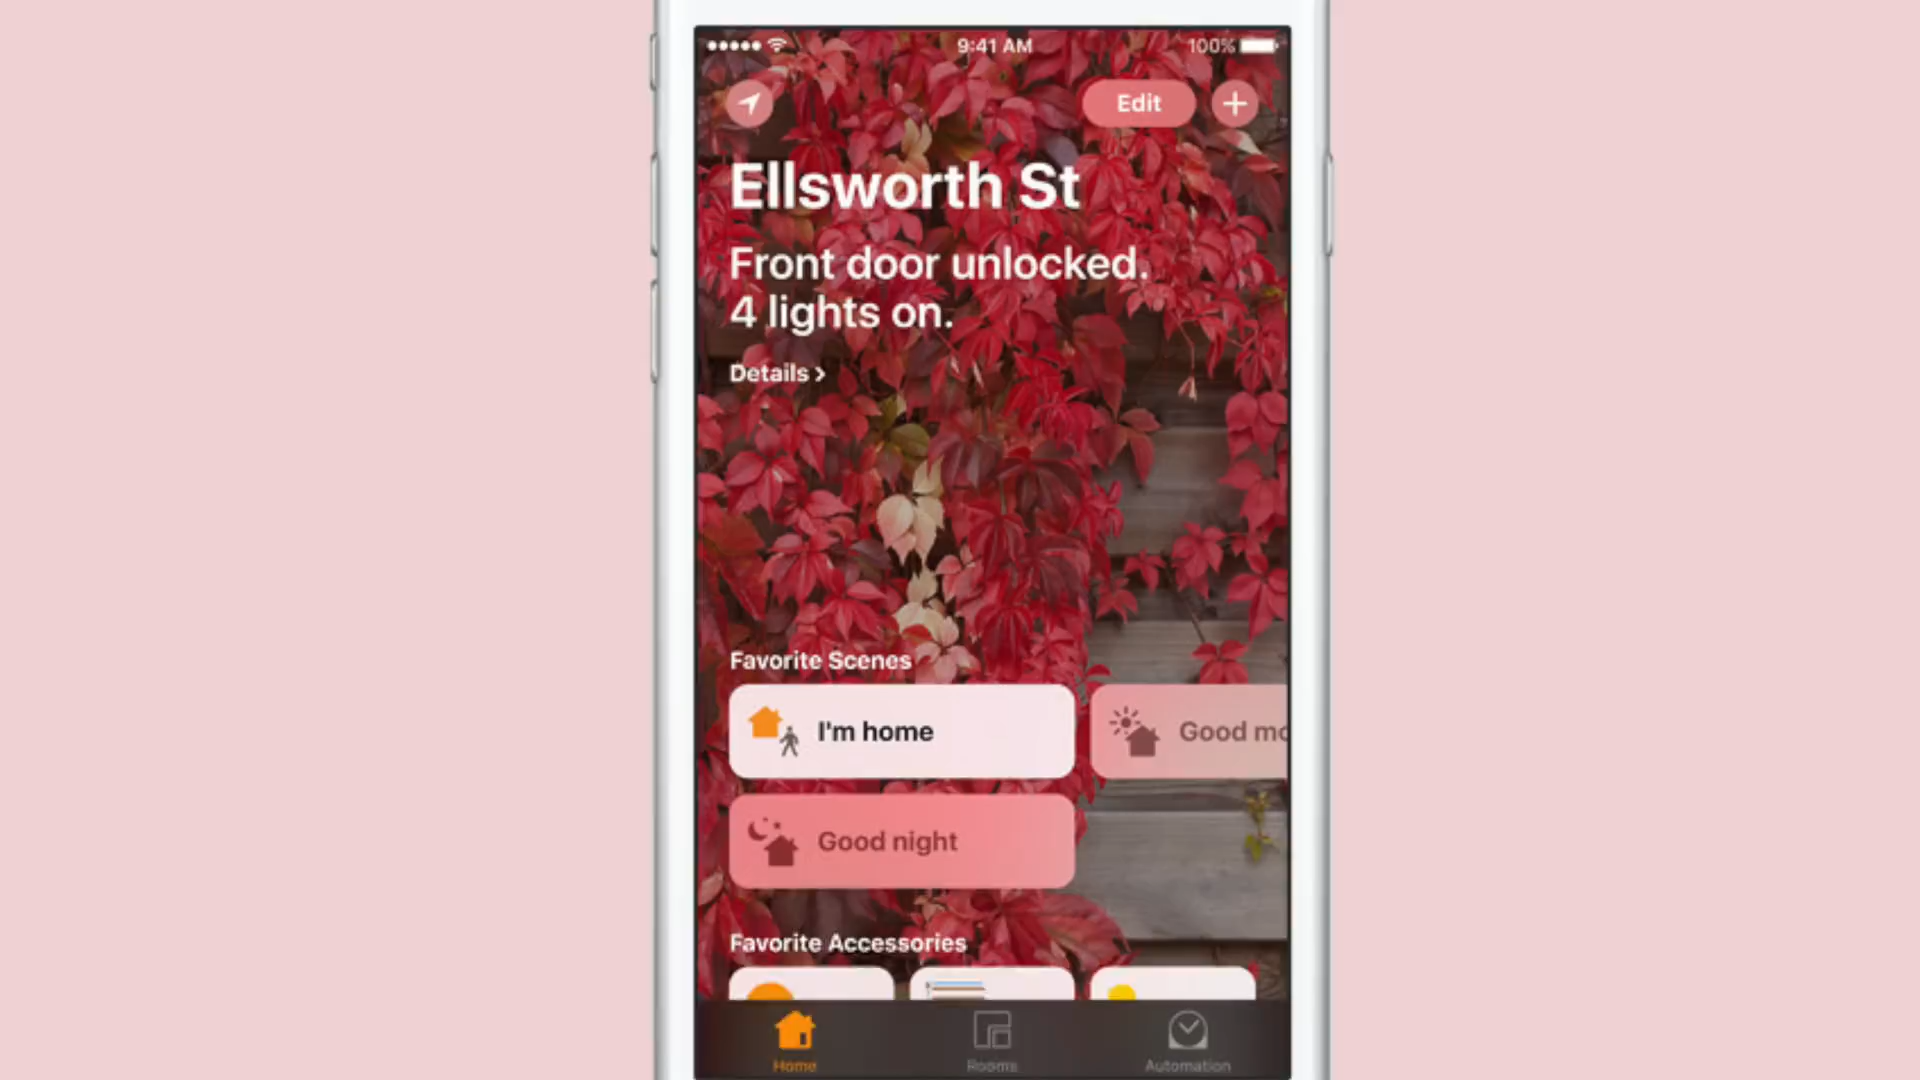 9:41 AM
100%
Edit
Ellsworth St
Front door unlocked.
4 lights on.
Details >
Favorite Scenes
I'm home
Good mo
Good night
Favorite Accessories
Home
Rooms
Automation